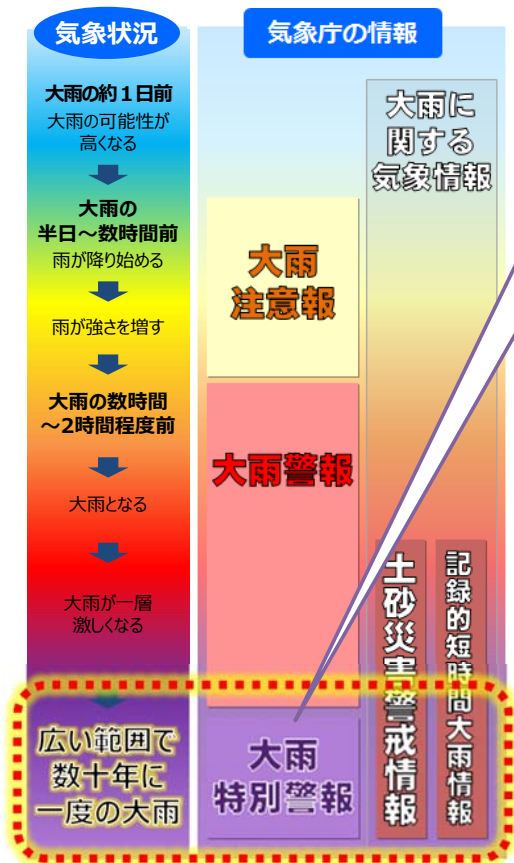 気象状況
気象庁の情報
大雨の約1日前
大雨の可能性が
高くなる
大雨の
半日～数時間前
雨が降り始める
雨が強さを増す
大雨の数時間
～2時間程度前
大雨となる
大雨が一層
激しくなる
広い範囲で
数十年に
一度の大雨
大雨
注意報
大雨警報
大雨
特別警報
大雨に
関する
気象情報
土砂災害警戒情報
記録的短時間大雨情報